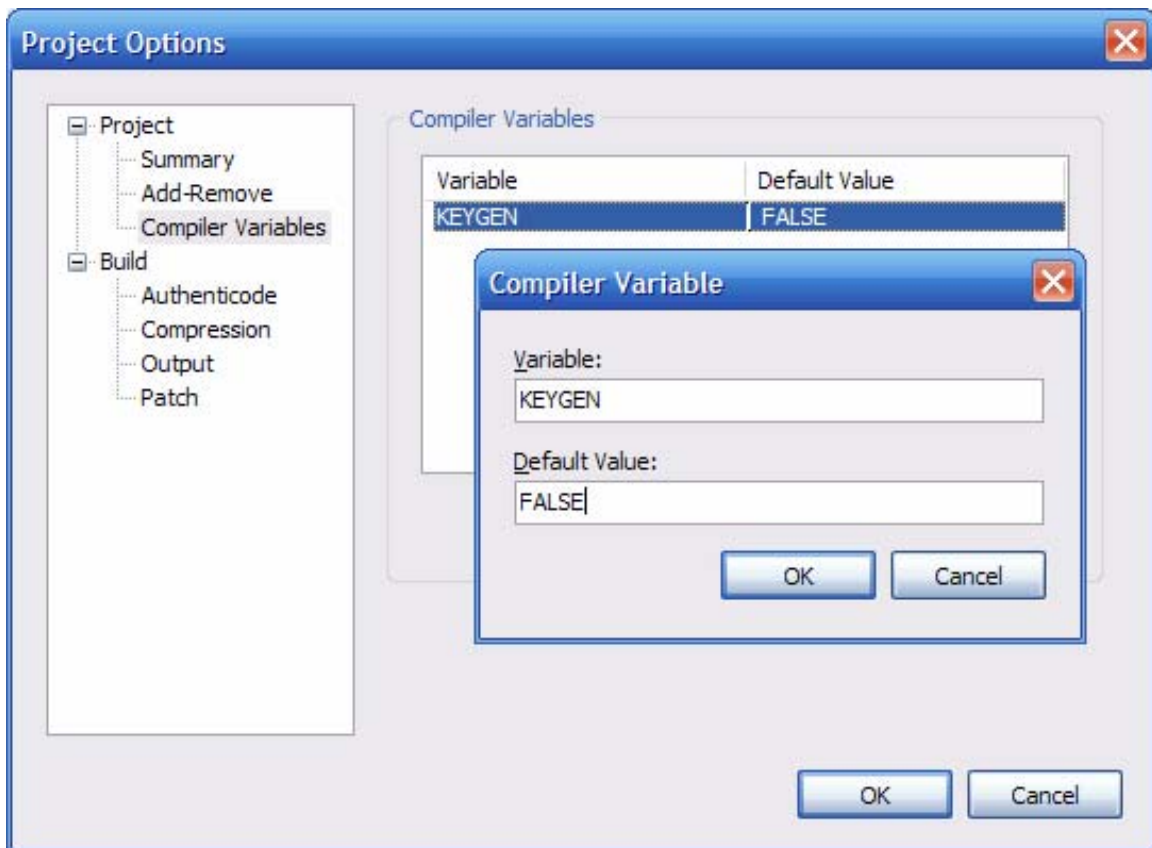 Project Options
Project
Summary
Add-Remove
Compiler Variables
Build
Authenticode
Compression
Output
Patch
Compiler Variables
Variable Default Value
KEYGEN FALSE
Compiler Variable
Variable:
KEYGEN
Default Value:
FALSE
OK Cancel
OK Cancel